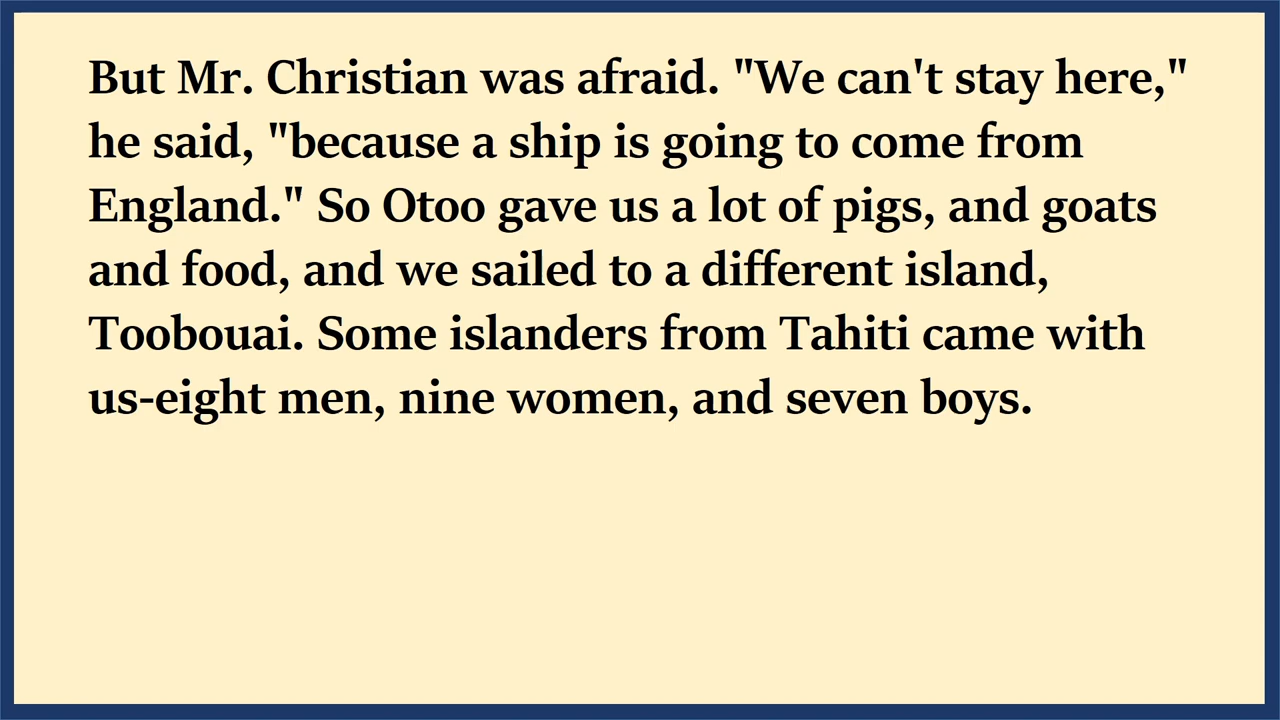 But Mr. Christian was afraid. "We can't stay here,"
he said, "because a ship is going to come from
England." So Otoo gave us a lot of pigs, and goats
and food, and we sailed to a different island,
Toobouai. Some islanders from Tahiti came with
us-eight men, nine women, and seven boys.